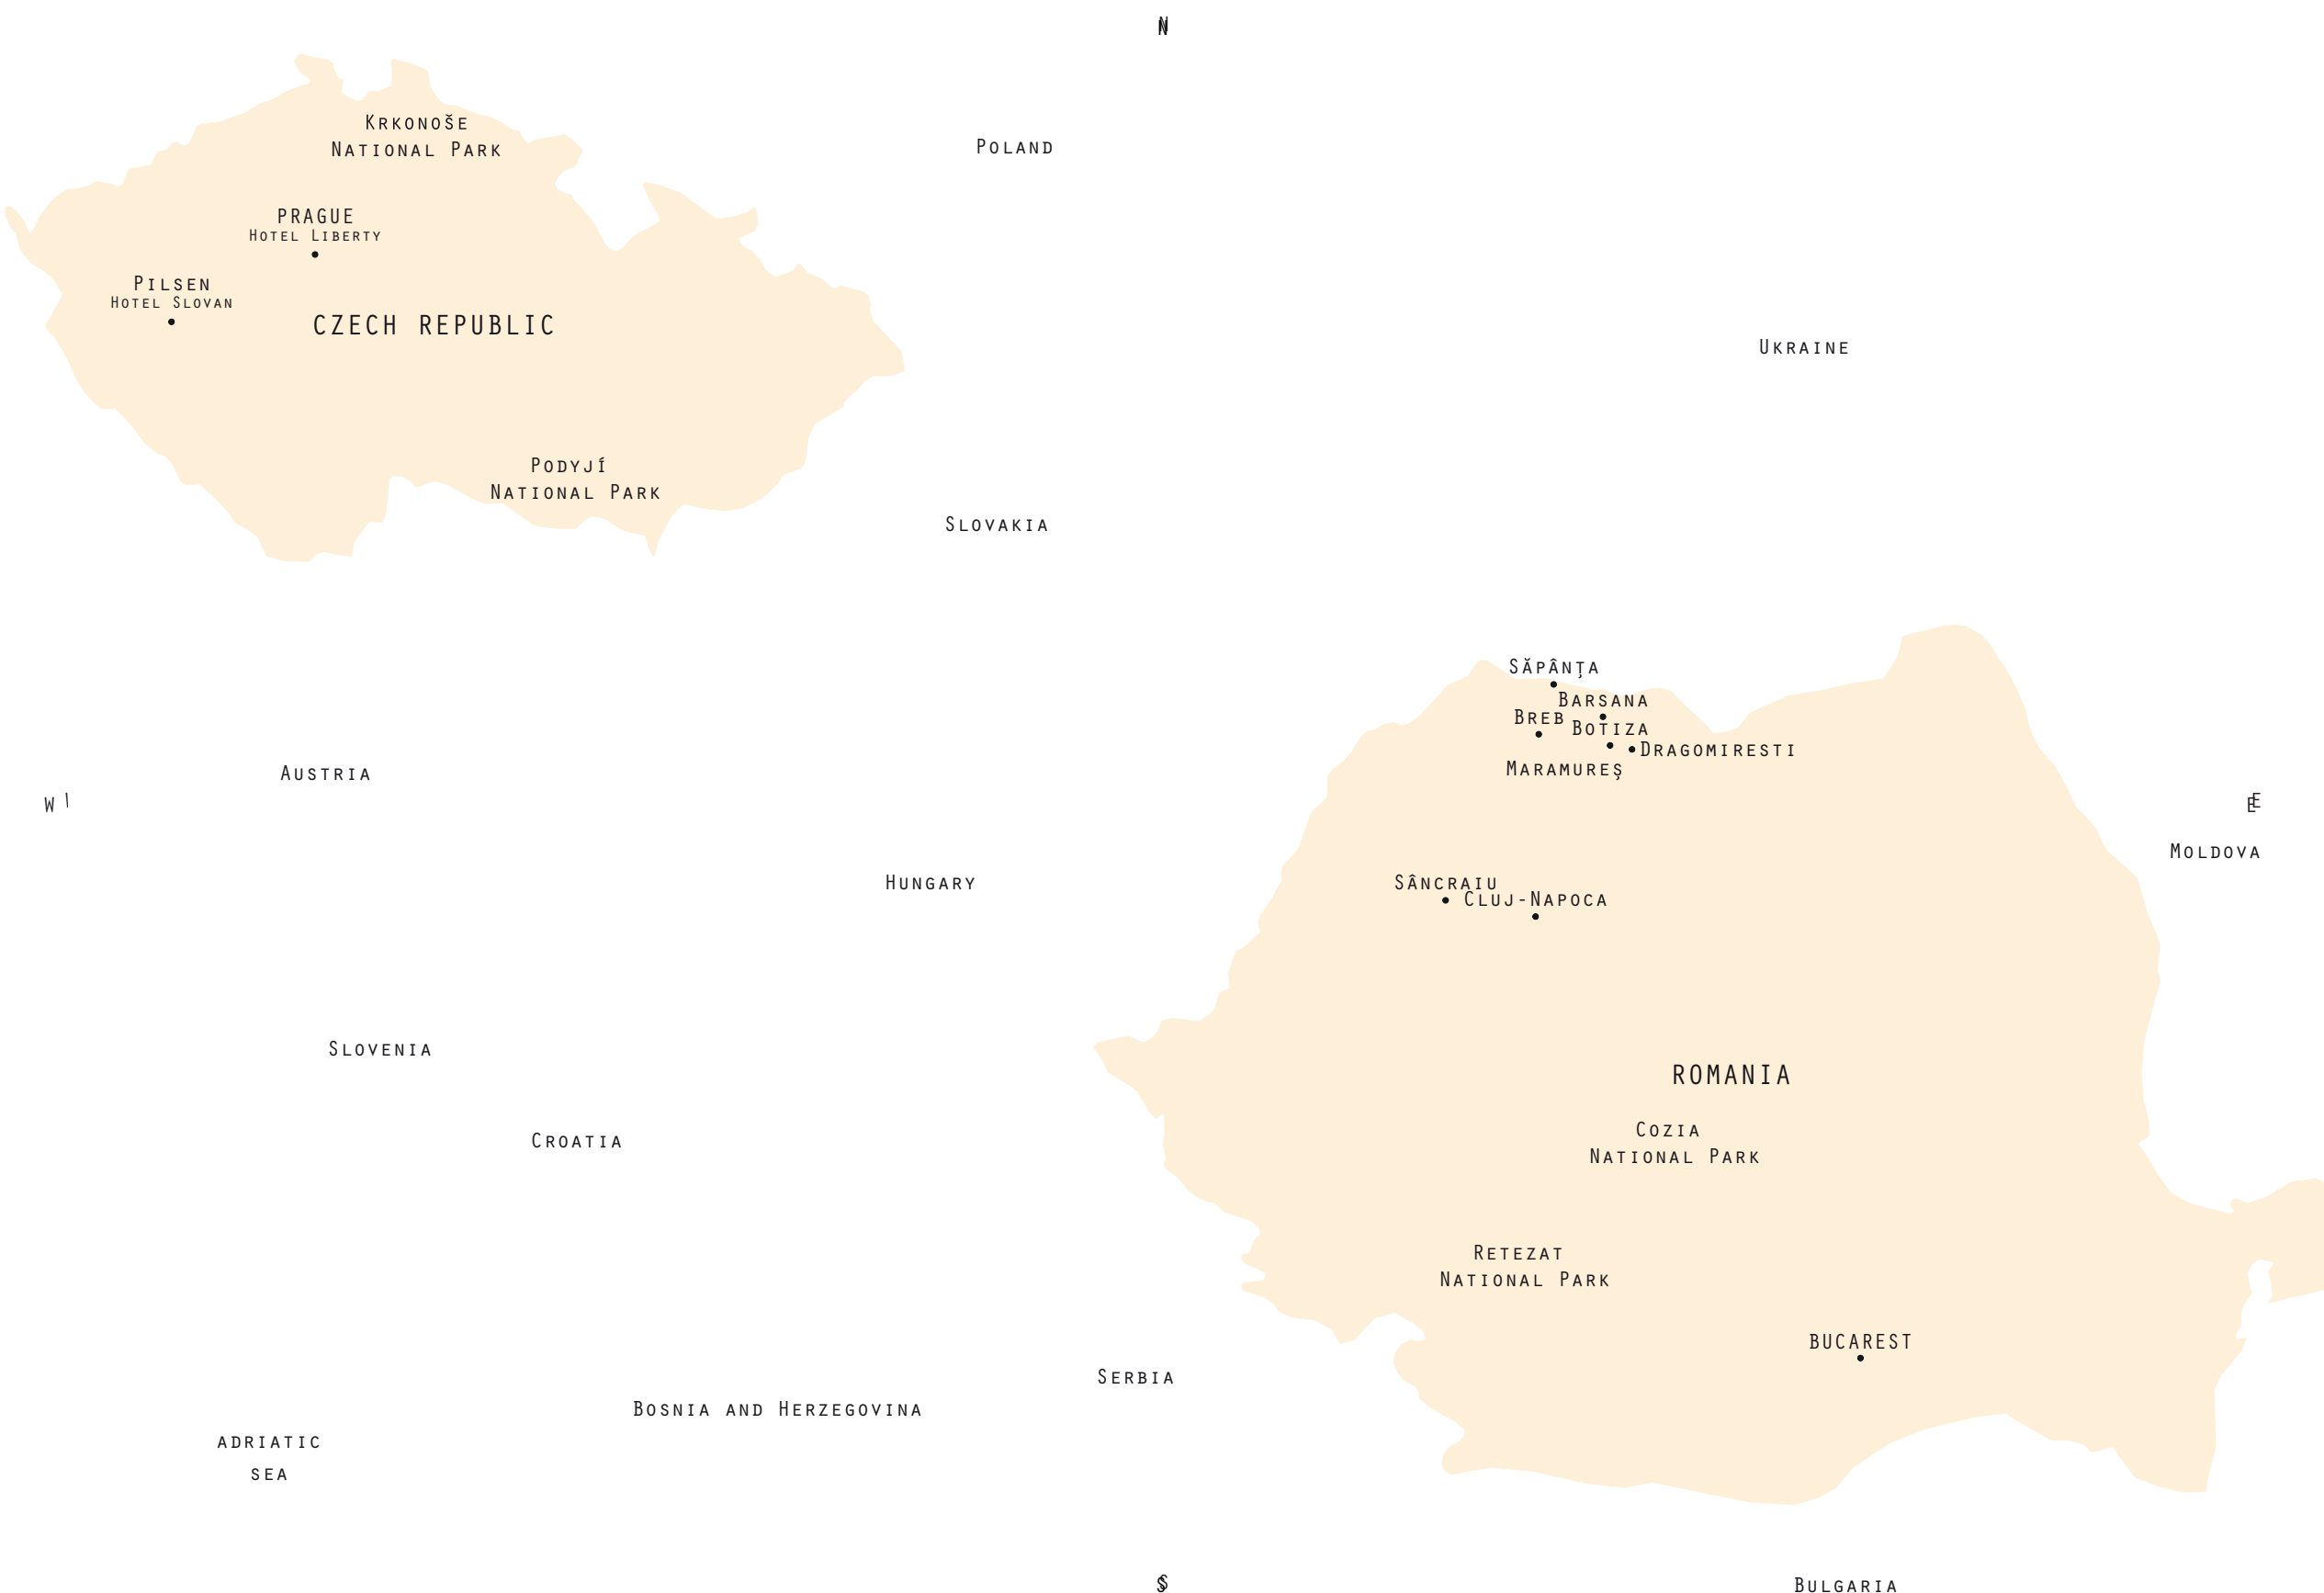 N
Krkonoše
National Park
Poland
PRAGUE
Hotel Liberty
Pilsen
Hotel Slovan
CZECH REPUBLIC
Ukraine
Podyjí
National Park
Slovakia
Săpânţa
Barsana
Breb
Botiza
Dragomiresti
Maramureş
Austria
W
E
E
Moldova
Hungary
Sâncraiu
Cluj-Napoca
Slovenia
ROMANIA
Croatia
Cozia
National Park
Retezat
National Park
BUCAREST
Serbia
Bosnia and Herzegovina
adriatic
sea
S
S
Bulgaria